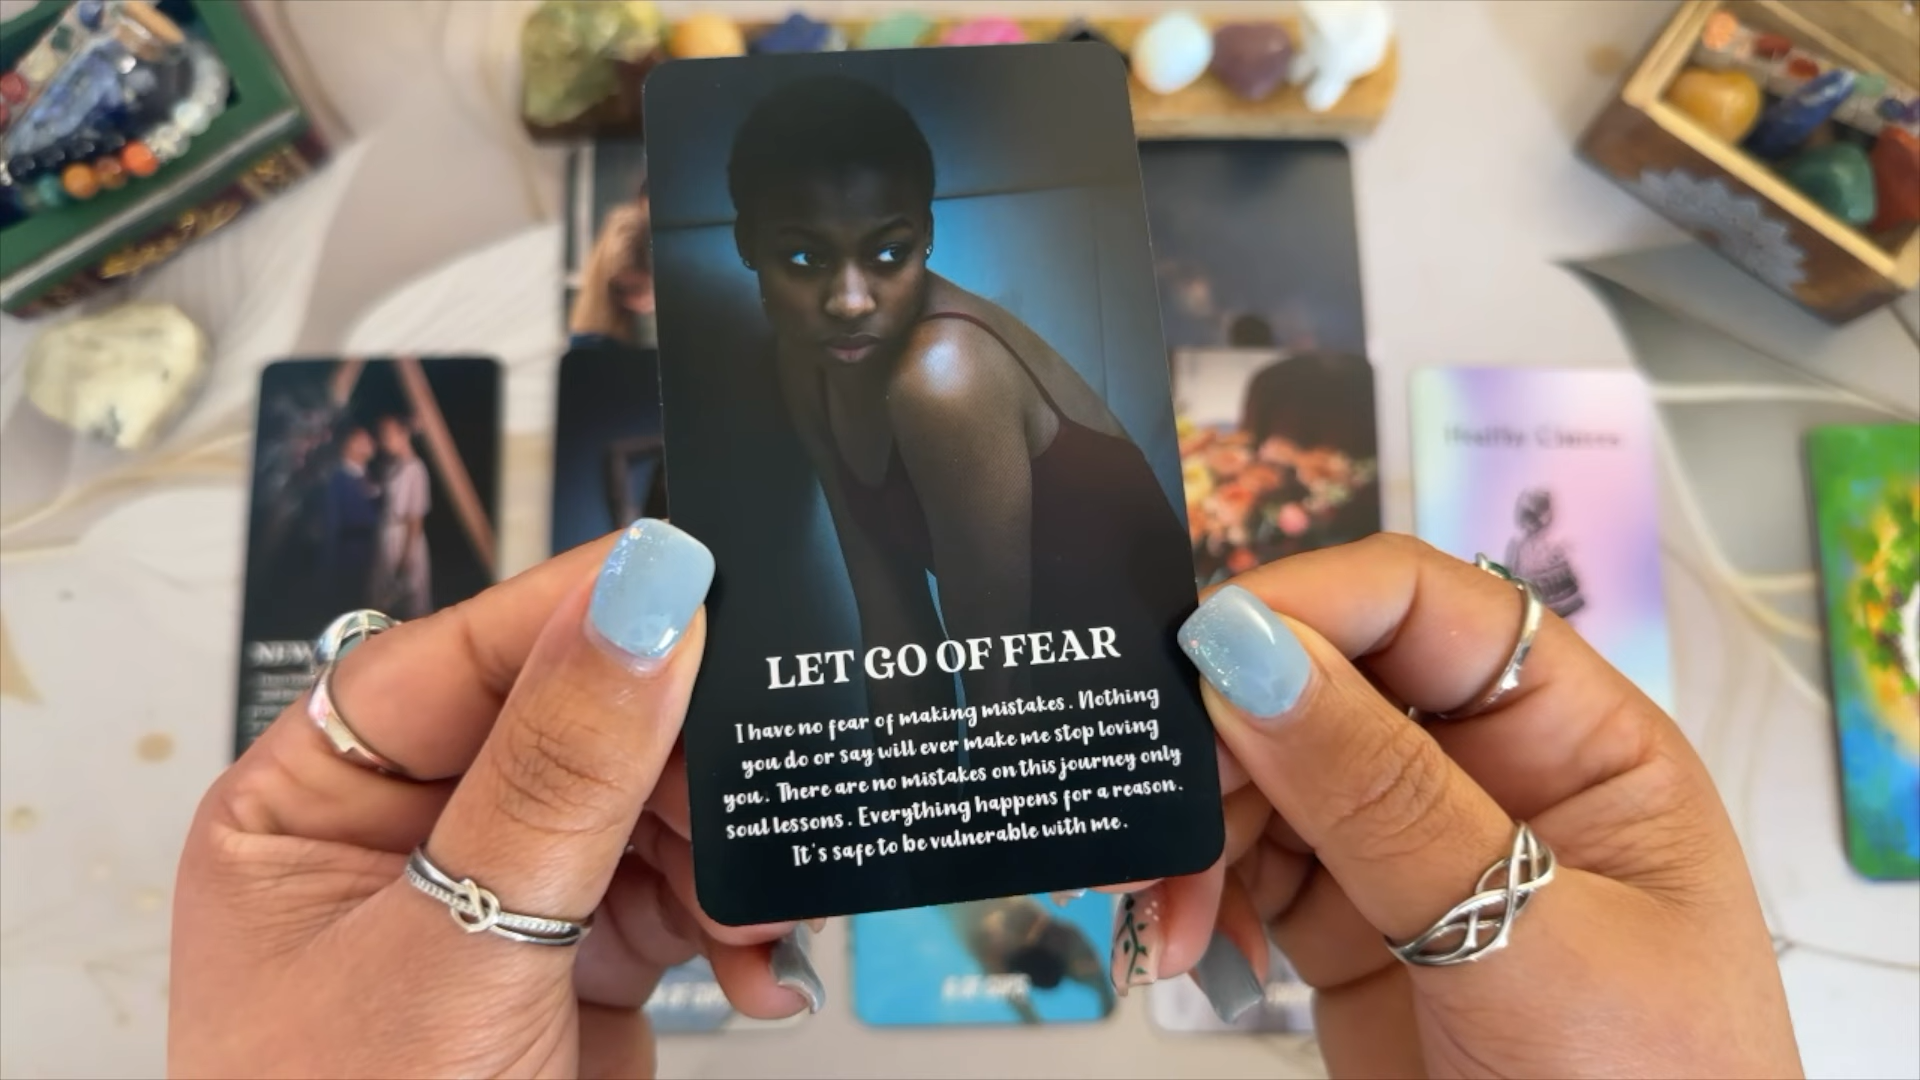 LET GO OF FEAR
I have no fear of making mistakes. Nothing
you do or say will ever make me stop loving
you. There are no mistakes on this journey only
soul lessons. Everything happens for a reason.
It's safe to be vulnerable with me.
NEW